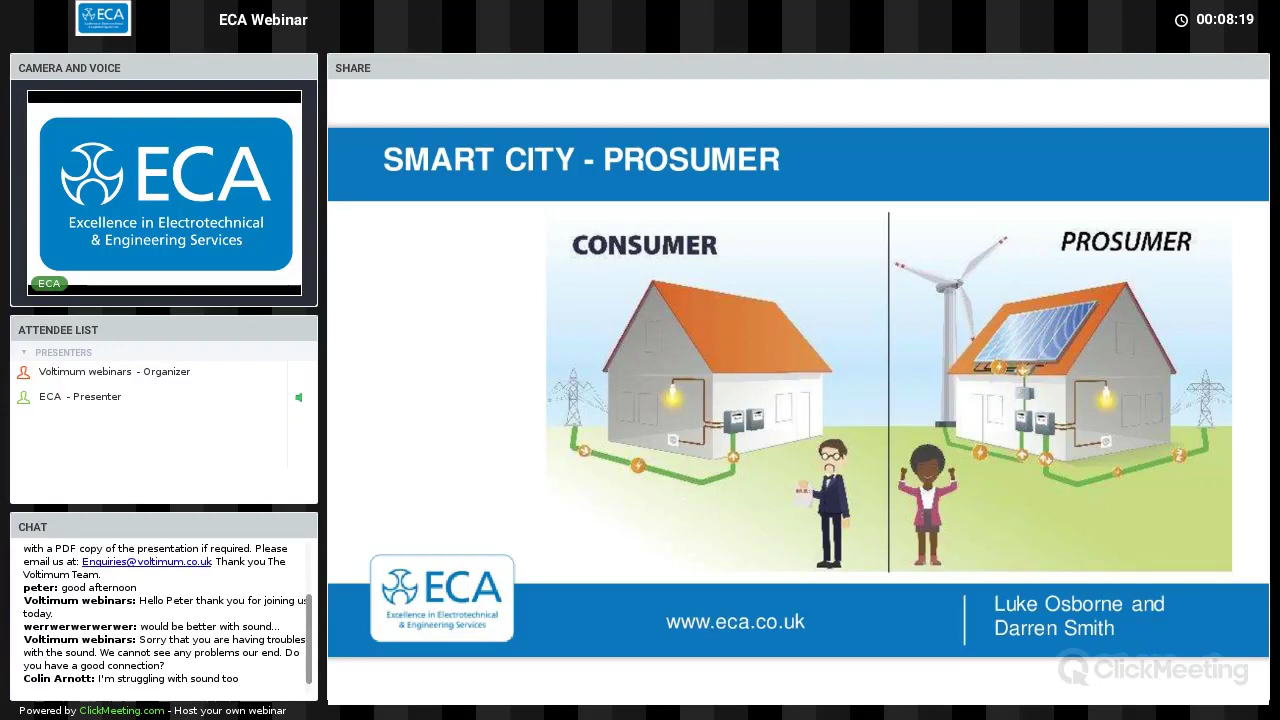 ECA
ECA Webinar
00:08:19
CAMERA AND VOICE
ECA
Excellence in Electrotechnical
& Engineering Services
ECA
ATTENDEE LIST
PRESENTERS
Voltimum webinars - Organizer
ECA - Presenter
CHAT
with a PDF copy of the presentation if required. Please
email us at: Enquiries@voltimum.co.uk. Thank you The
Voltimum Team.
peter: good afternoon
Voltimum webinars: Hello Peter thank you for joining us
today.
werrwerwerwerwer: would be better with sound...
Voltimum webinars: Sorry that you are having troubles
with the sound. We cannot see any problems our end. Do
you have a good connection?
Colin Arnott: I'm struggling with sound too
Powered by ClickMeeting.com - Host your own webinar
SHARE
SMART CITY - PROSUMER
CONSUMER
PROSUMER
ECA
Excellence in Electrotechnical
& Engineering Services
www.eca.co.uk
Luke Osborne and
Darren Smith
ClickMeeting